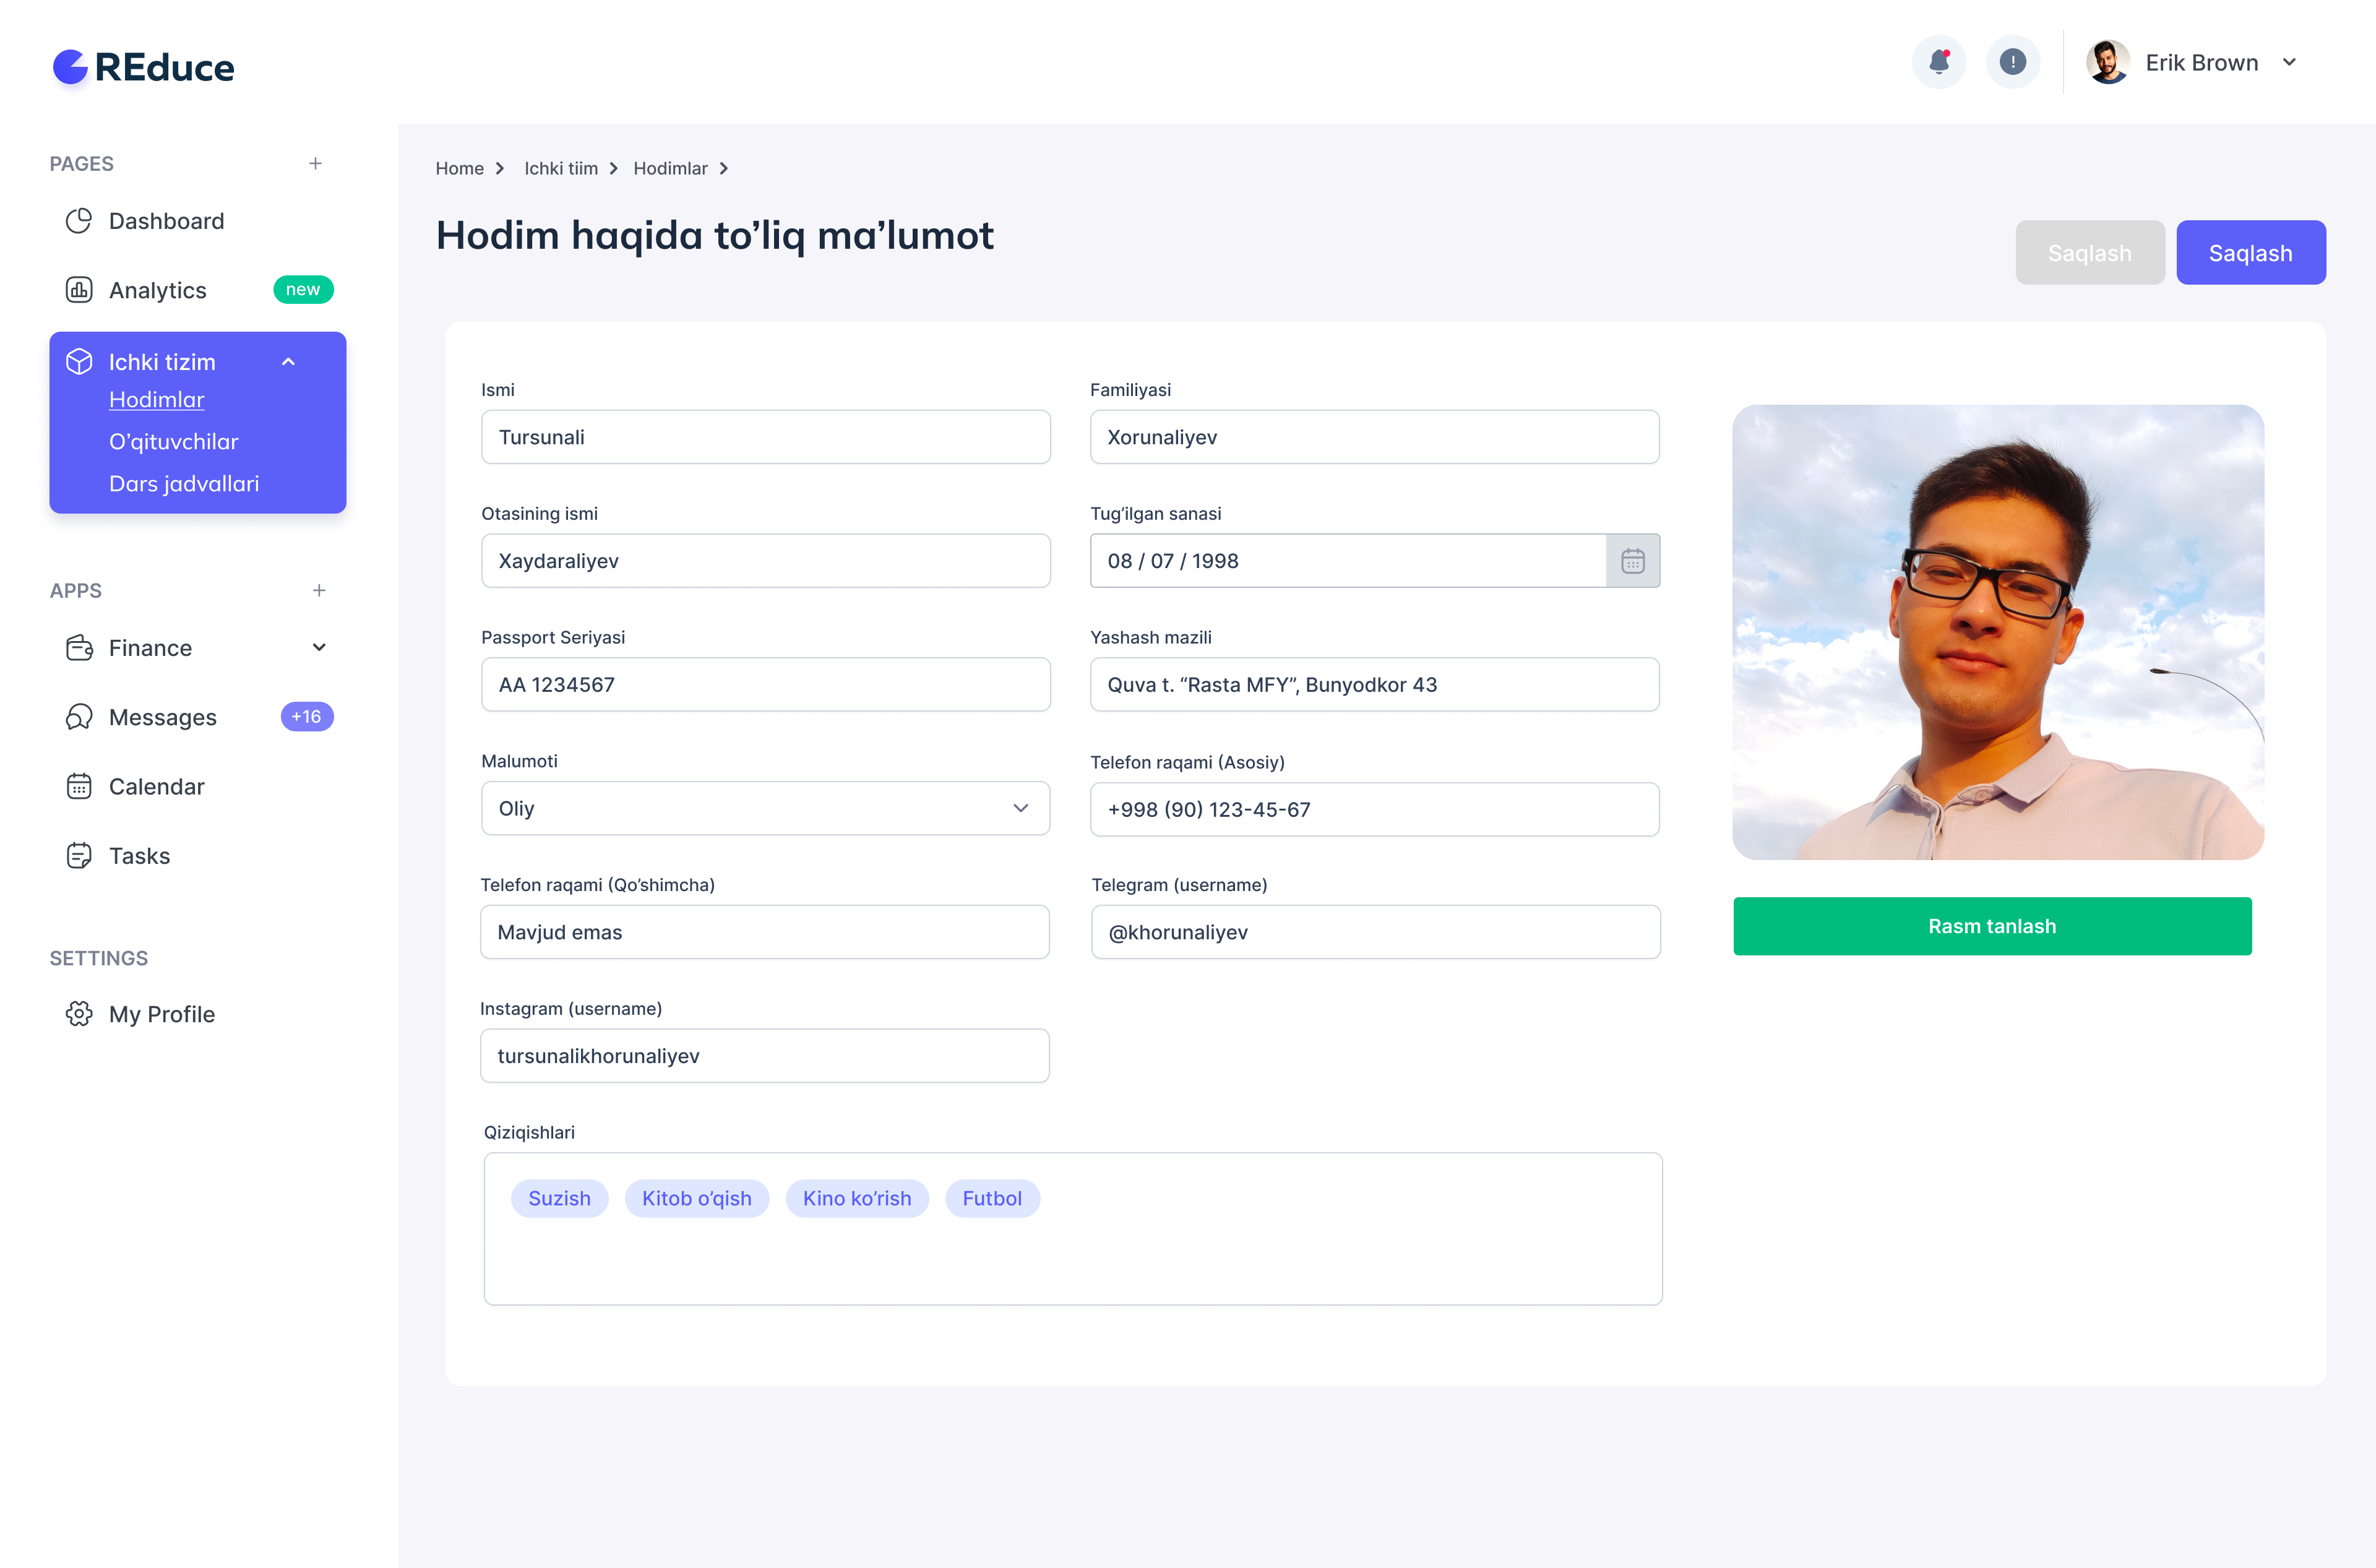 REduce
Erik Brown
PAGES
Dashboard
Analytics
new
Ichki tizim
Hodimlar
O’qituvchilar
Dars jadvallari
APPS
Finance
Messages
+16
Calendar
Tasks
SETTINGS
My Profile
Home
Ichki tiim
Hodimlar
Hodim haqida to’liq ma’lumot
Saqlash
Saqlash
Ismi
Tursunali
Familiyasi
Xorunaliyev
Otasining ismi
Xaydaraliyev
Tug’ilgan sanasi
08 / 07 / 1998
Passport Seriyasi
AA 1234567
Yashash mazili
Quva t. “Rasta MFY”, Bunyodkor 43
Malumoti
Oliy
Telefon raqami (Asosiy)
+998 (90) 123-45-67
Telefon raqami (Qo’shimcha)
Mavjud emas
Telegram (username)
@khorunaliyev
Instagram (username)
tursunalikhorunaliyev
Qiziqishlari
Suzish
Kitob o’qish
Kino ko’rish
Futbol
Rasm tanlash